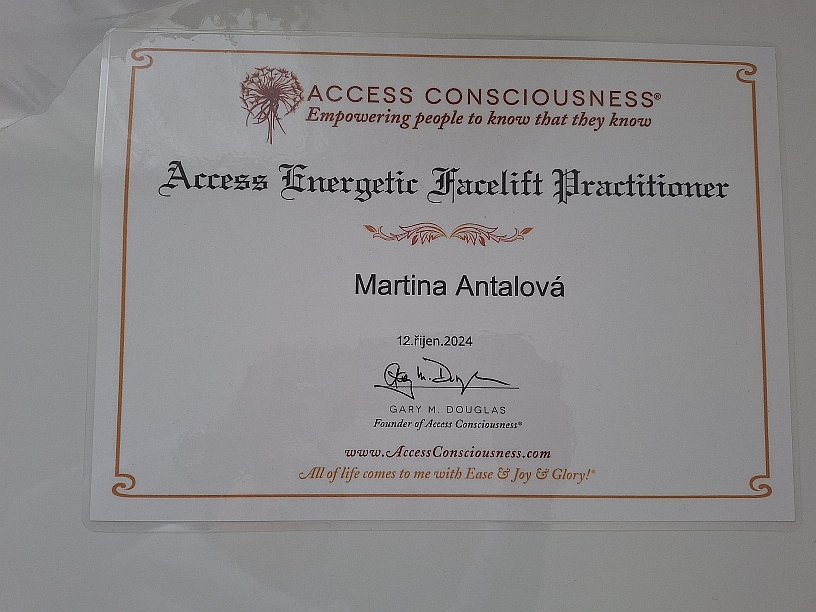 ACCESS CONSCIOUSNESS®
Empowering people to know that they know
Access Energetic Facelift Practitioner
Martina Antalová
12.říjen.2024
GARY M. DOUGLAS
Founder of Access Consciousness®
www.AccessConsciousness.com
All of life comes to me with Ease & Joy & Glory!®